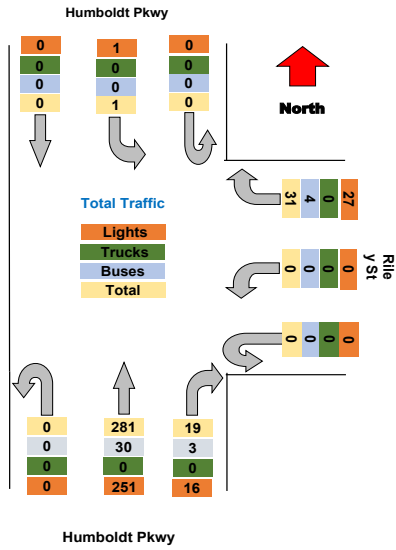 Humboldt Pkwy
0 1 0
0 0 0
0 0 0
0 1 0
North
31 4 0 27
Total Traffic
Lights
Trucks
Buses
Total
0 0 0 0
Rile
y St
0 0 0 0
0 281 19
0 30 3
0 0 0
0 251 16
Humboldt Pkwy